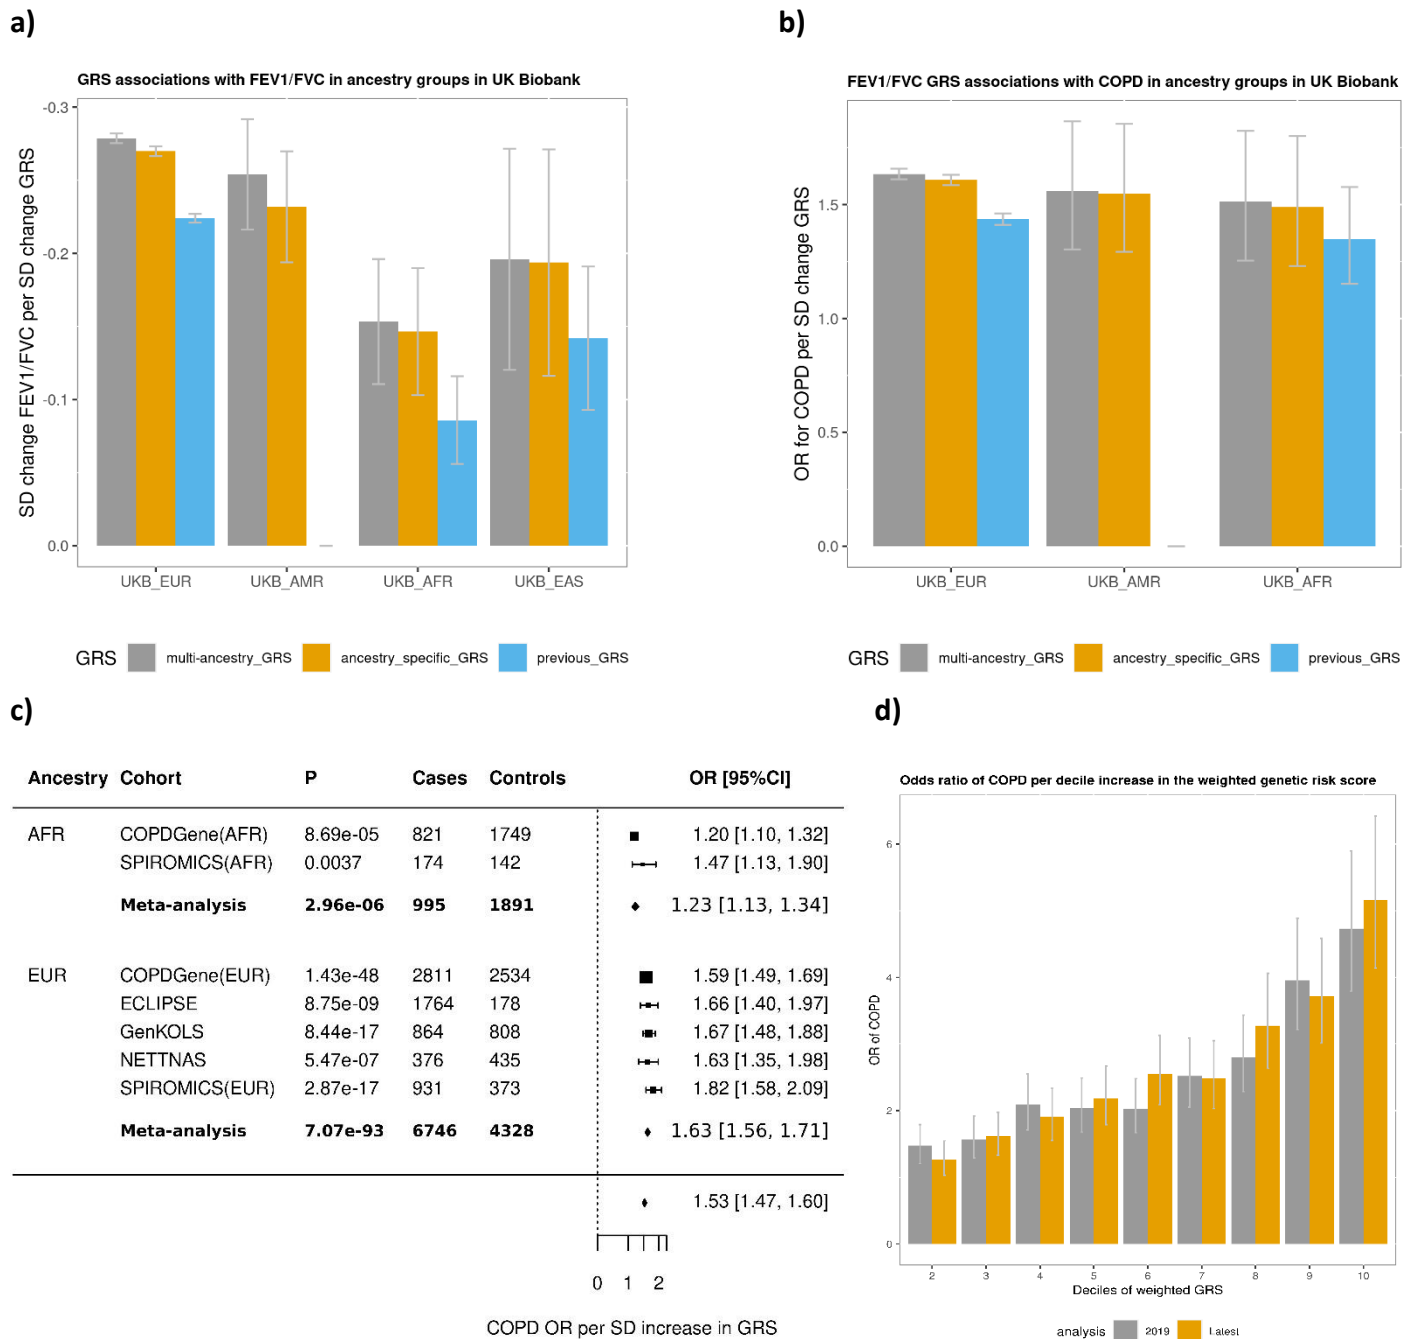 a)
GRS associations with FEV1/FVC in ancestry groups in UK Biobank
SD change FEV1/FVC per SD change GRS
-0.3
-0.2
-0.1
0.0
UKB_EUR UKB_AMR UKB_AFR UKB_EAS
GRS multi-ancestry_GRS ancestry_specific_GRS previous_GRS
b)
FEV1/FVC GRS associations with COPD in ancestry groups in UK Biobank
OR for COPD per SD change GRS
1.5
1.0
0.5
0.0
UKB_EUR UKB_AMR UKB_AFR
GRS multi-ancestry_GRS ancestry_specific_GRS previous_GRS
c)
Ancestry Cohort P Cases Controls OR [95%CI]
AFR COPDGene(AFR) 8.69e-05 821 1749 1.20 [1.10, 1.32]
SPIROMICS(AFR) 0.0037 174 142 1.47 [1.13, 1.90]
Meta-analysis 2.96e-06 995 1891 1.23 [1.13, 1.34]
EUR COPDGene(EUR) 1.43e-48 2811 2534 1.59 [1.49, 1.69]
ECLIPSE 8.75e-09 1764 178 1.66 [1.40, 1.97]
GenKOLS 8.44e-17 864 808 1.67 [1.48, 1.88]
NETTNAS 5.47e-07 376 435 1.63 [1.35, 1.98]
SPIROMICS(EUR) 2.87e-17 931 373 1.82 [1.58, 2.09]
Meta-analysis 7.07e-93 6746 4328 1.63 [1.56, 1.71]
1.53 [1.47, 1.60]
0 1 2
COPD OR per SD increase in GRS
d)
Odds ratio of COPD per decile increase in the weighted genetic risk score
OR of COPD
6
4
2
0
2 3 4 5 6 7 8 9 10
Deciles of weighted GRS
analysis 2019 Latest